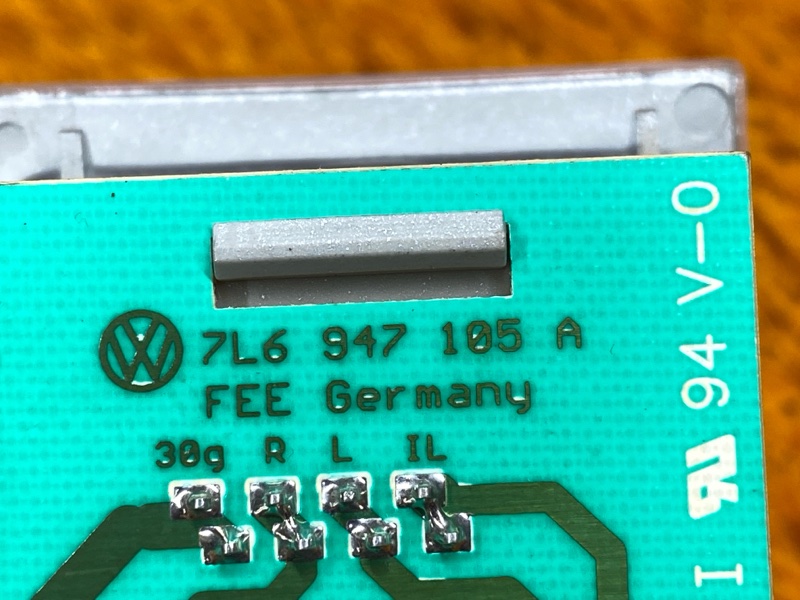 7L6 947 105 A
FEE Germany
30g R L IL
I 94 V-0